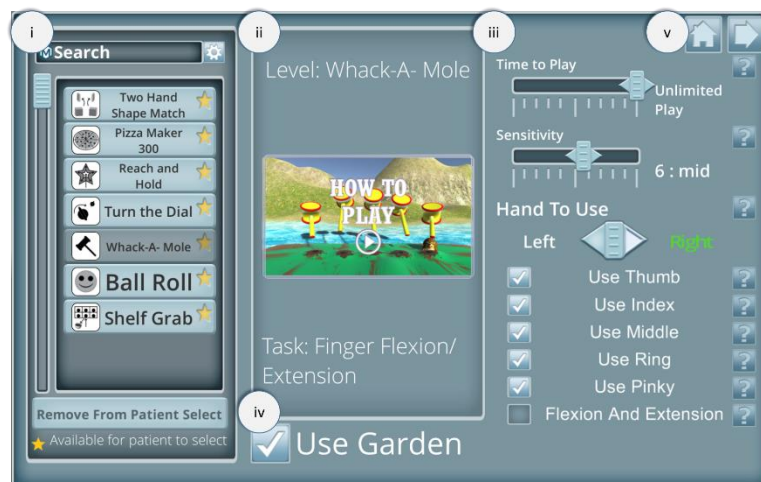 i
Search
Two Hand
Shape Match
Pizza Maker
300
Reach and
Hold
Turn the Dial
Whack-A- Mole
Ball Roll
Shelf Grab
Remove From Patient Select
Available for patient to select
ii
Level: Whack-A- Mole
HOW TO
PLAY
Task: Finger Flexion/
Extension
iv
Use Garden
iii
v
Time to Play
?
Unlimited
Play
Sensitivity
?
6 : mid
Hand To Use
?
Left
Right
Use Thumb
?
Use Index
?
Use Middle
?
Use Ring
?
Use Pinky
?
Flexion And Extension
?